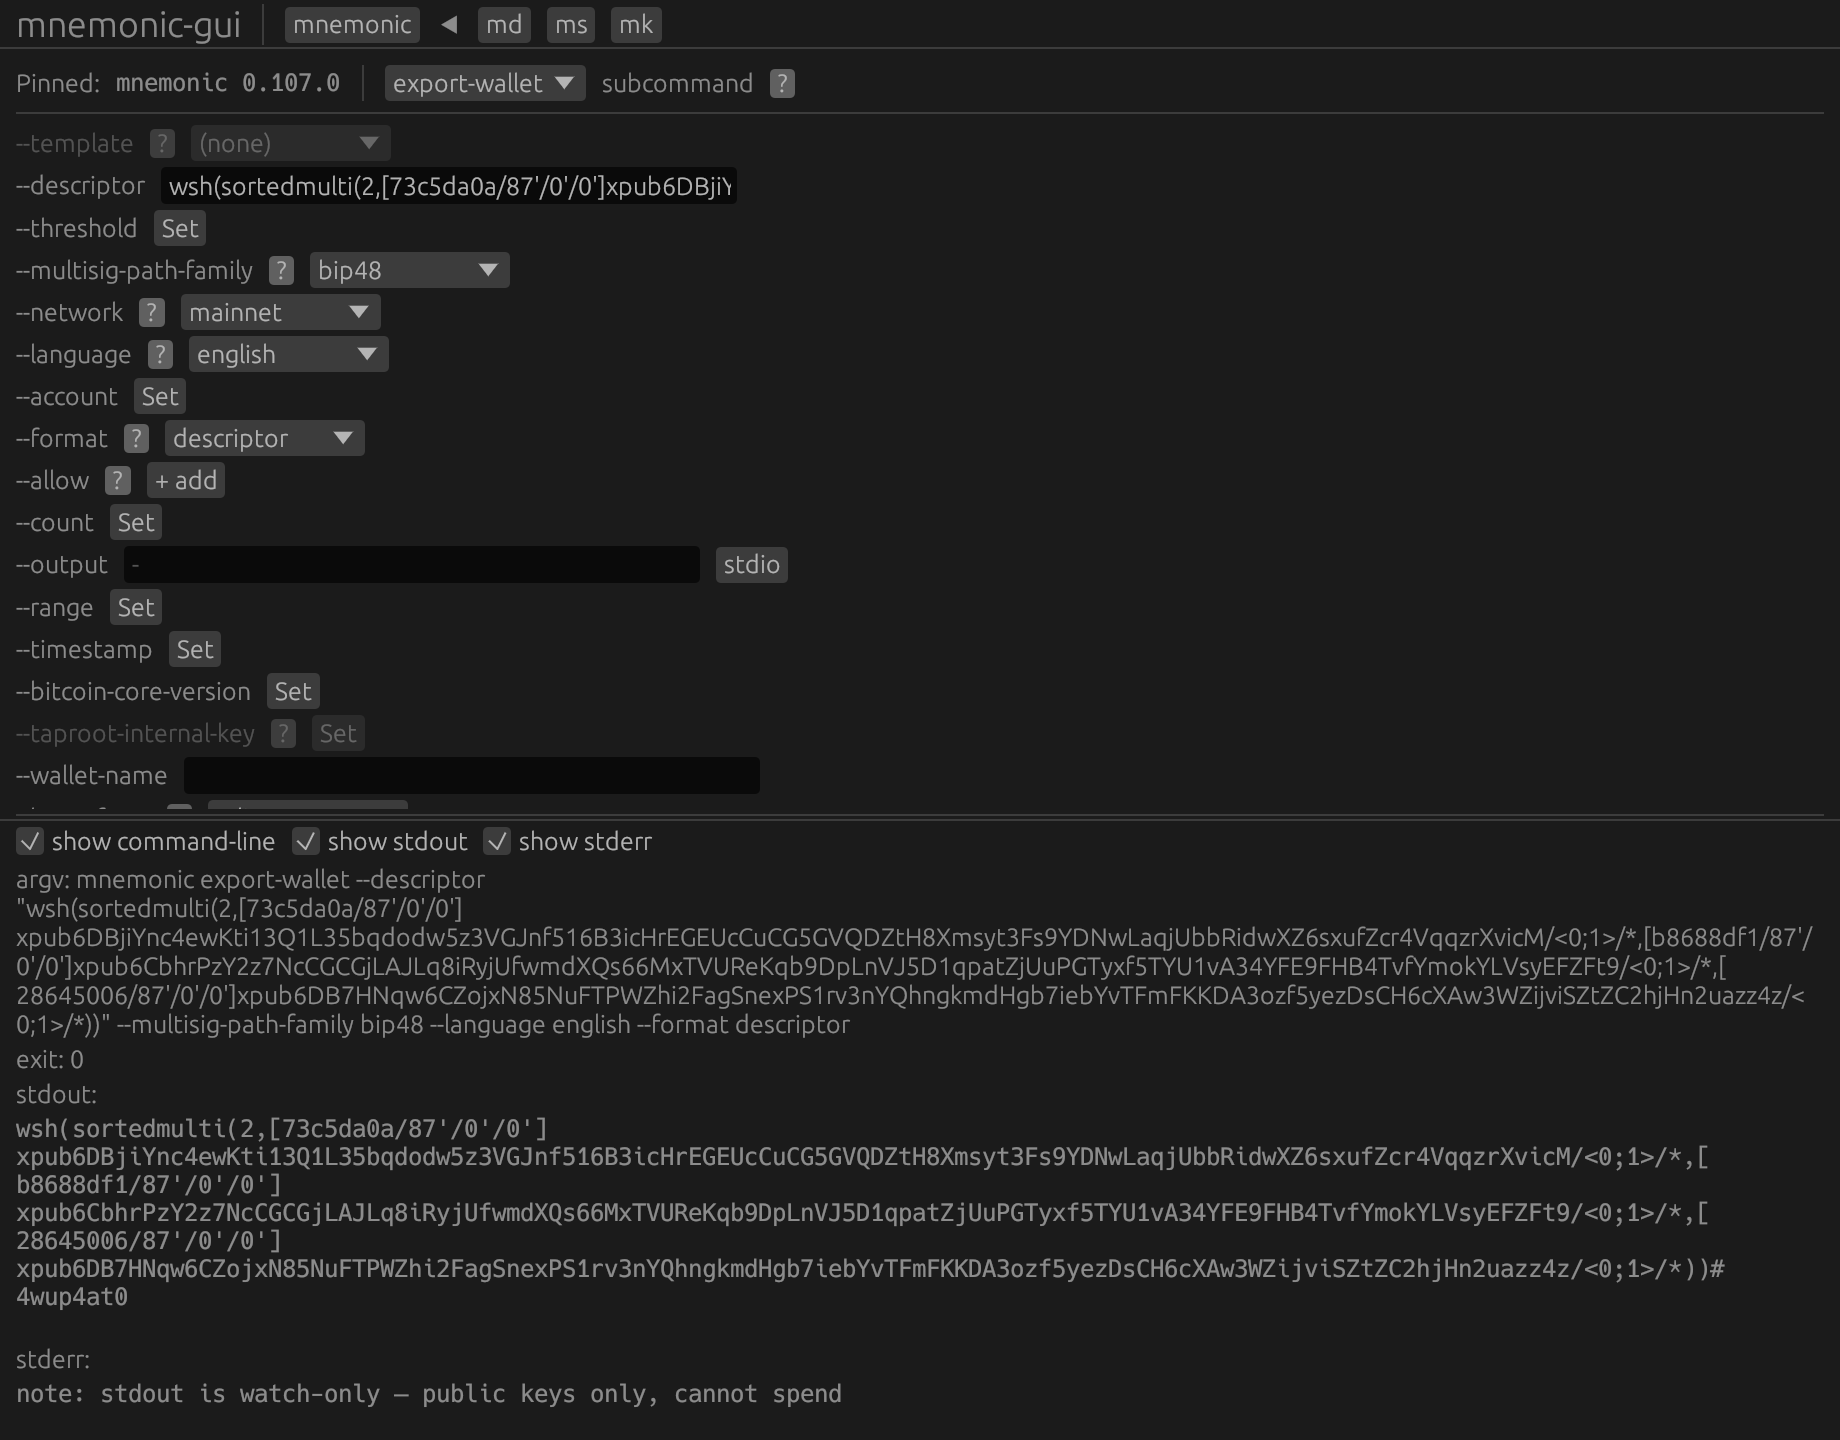 mnemonic-gui mnemonic ◀ md ms mk
Pinned: mnemonic 0.107.0 export-wallet ▼ subcommand ?
--template ? (none) ▼
--descriptor wsh(sortedmulti(2,[73c5da0a/87'/0'/0']xpub6DBjiY
--threshold Set
--multisig-path-family ? bip48 ▼
--network ? mainnet ▼
--language ? english ▼
--account Set
--format ? descriptor ▼
--allow ? + add
--count Set
--output - stdio
--range Set
--timestamp Set
--bitcoin-core-version Set
--taproot-internal-key ? Set
--wallet-name
show command-line show stdout show stderr
argv: mnemonic export-wallet --descriptor
"wsh(sortedmulti(2,[73c5da0a/87'/0'/0']
xpub6DBjiYnc4ewKti13Q1L35bqdodw5z3VGJnf516B3icHrEGEUcCuCG5GVQDZtH8Xmsyt3Fs9YDNwLaqjUbbRidwXZ6sxufZcr4VqqzrXvicM/<0;1>/*,[b8688df1/87'/
0'/0']xpub6CbhrPzY2z7NcCGCGjLAJLq8iRyjUfwmdXQs66MxTVUReKqb9DpLnVJ5D1qpatZjUuPGTyxf5TYU1vA34YFE9FHB4TvfYmokYLVsyEFZFt9/<0;1>/*,[
28645006/87'/0'/0']xpub6DB7HNqw6CZojxN85NuFTPWZhi2FagSnexPS1rv3nYQhngkmdHgb7iebYvTFmFKKDA3ozf5yezDsCH6cXAw3WZijviSZtZC2hjHn2uazz4z/<
0;1>/*))" --multisig-path-family bip48 --language english --format descriptor
exit: 0
stdout:
wsh(sortedmulti(2,[73c5da0a/87'/0'/0']
xpub6DBjiYnc4ewKti13Q1L35bqdodw5z3VGJnf516B3icHrEGEUcCuCG5GVQDZtH8Xmsyt3Fs9YDNwLaqjUbbRidwXZ6sxufZcr4VqqzrXvicM/<0;1>/*,[
b8688df1/87'/0'/0']
xpub6CbhrPzY2z7NcCGCGjLAJLq8iRyjUfwmdXQs66MxTVUReKqb9DpLnVJ5D1qpatZjUuPGTyxf5TYU1vA34YFE9FHB4TvfYmokYLVsyEFZFt9/<0;1>/*,[
28645006/87'/0'/0']
xpub6DB7HNqw6CZojxN85NuFTPWZhi2FagSnexPS1rv3nYQhngkmdHgb7iebYvTFmFKKDA3ozf5yezDsCH6cXAw3WZijviSZtZC2hjHn2uazz4z/<0;1>/*))#
4wup4at0
stderr:
note: stdout is watch-only — public keys only, cannot spend